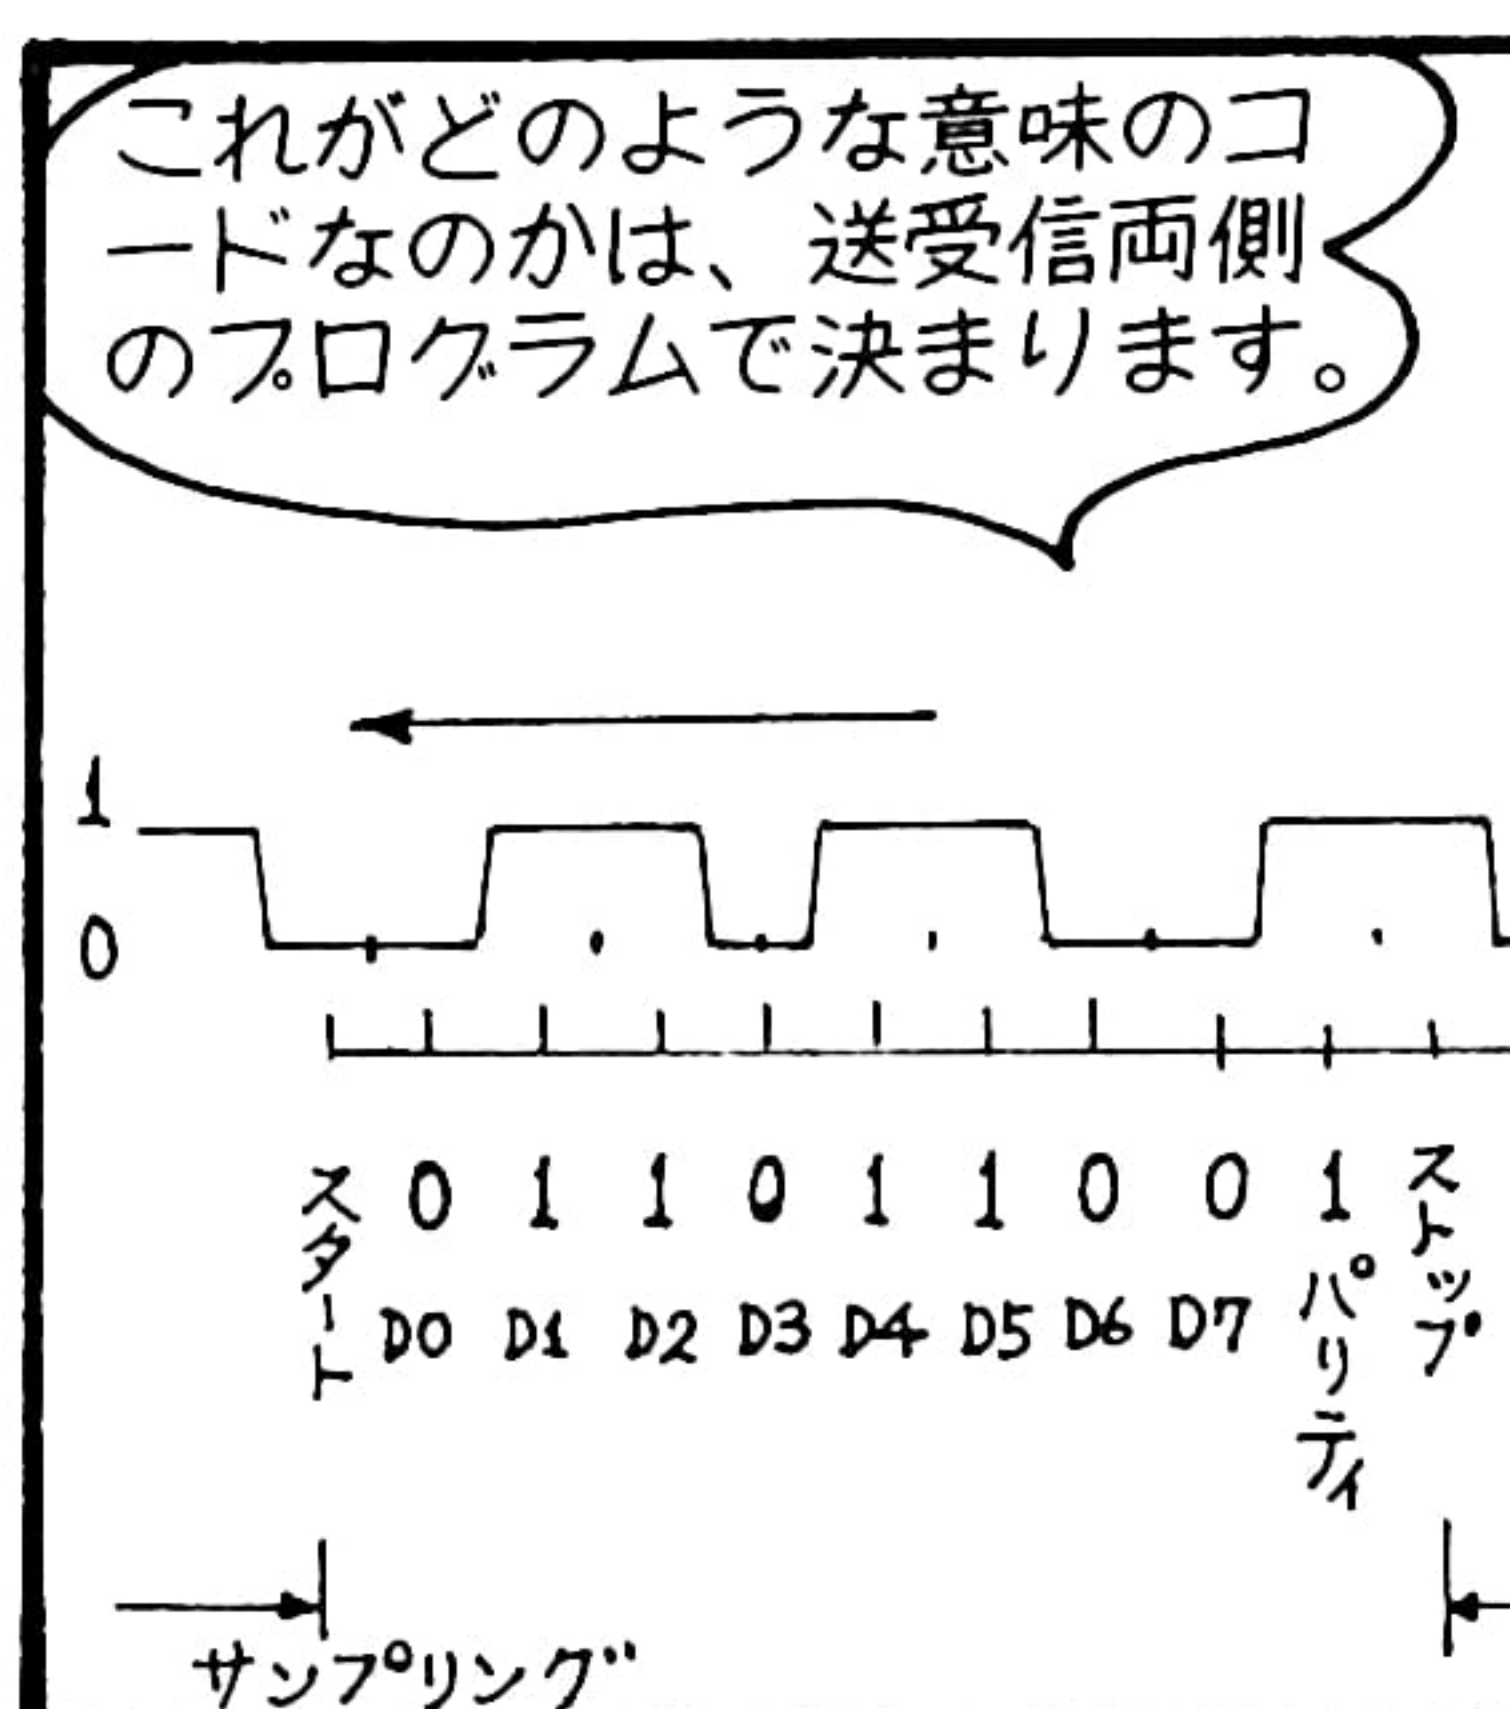 これがどのような意味のコ
ードなのかは、送受信両側
のプログラムで決まります。
1
0
スタート 0 1 1 0 1 1 0 0 1 ストップ
D0 D1 D2 D3 D4 D5 D6 D7 パリティ
サンプリング